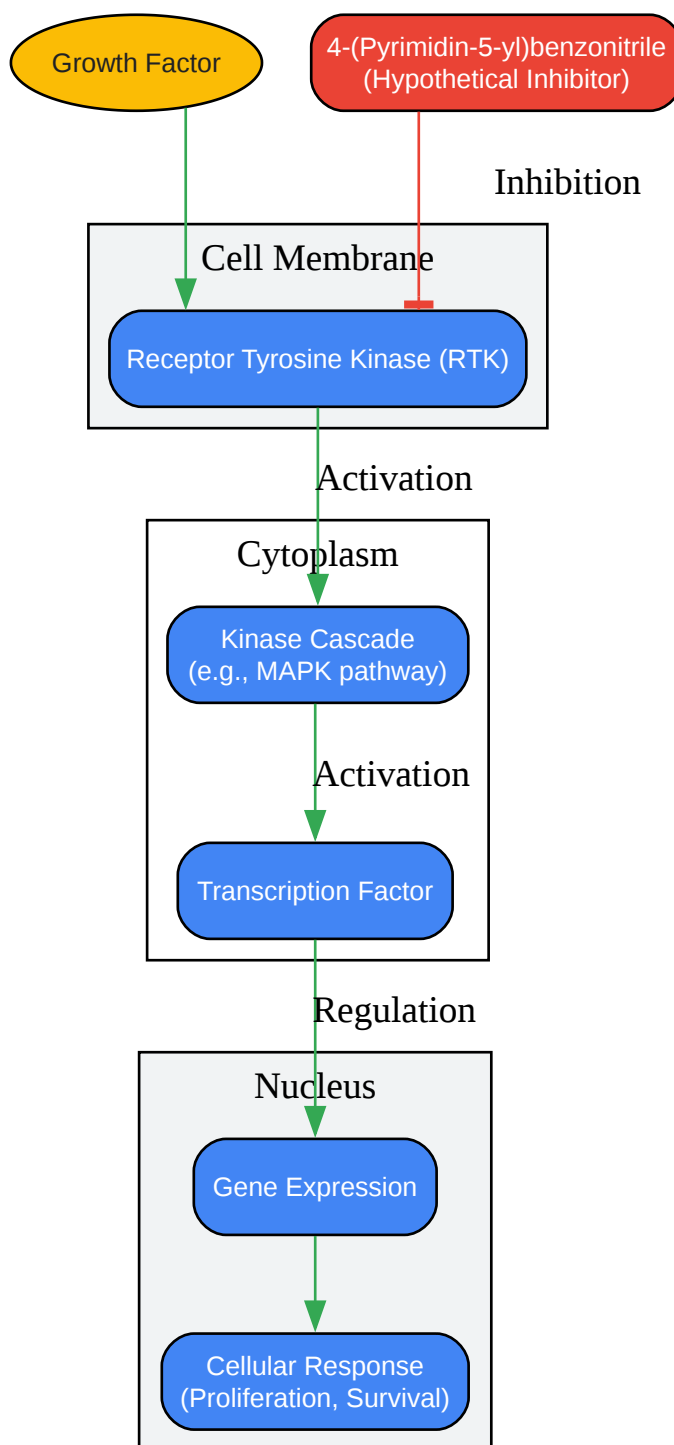 Growth Factor
4-(Pyrimidin-5-yl)benzonitrile
(Hypothetical Inhibitor)
Inhibition
Cell Membrane
Receptor Tyrosine Kinase (RTK)
Activation
Cytoplasm
Kinase Cascade
(e.g., MAPK pathway)
Activation
Transcription Factor
Regulation
Nucleus
Gene Expression
Cellular Response
(Proliferation, Survival)